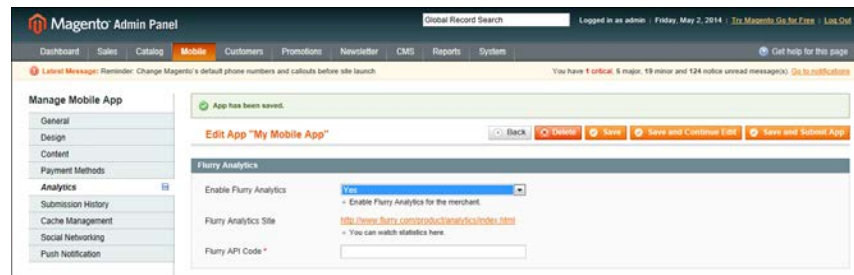 Magento Admin Panel
Global Record Search
Logged in as admin | Friday, May 2, 2014 | Try Magento Go for Free | Log Out
Dashboard Sales Catalog Mobile Customers Promotions Newsletter CMS Reports System Get help for this page
Latest Message: Reminder: Change Magento's default phone numbers and callouts before site launch You have 1 critical, 5 major, 19 minor and 124 notice unread message(s). Go to notifications
Manage Mobile App
General
Design
Content
Payment Methods
Analytics
Submission History
Cache Management
Social Networking
Push Notification
App has been saved.
Edit App "My Mobile App" Back Delete Save Save and Continue Edit Save and Submit App
Flurry Analytics
Enable Flurry Analytics Yes
Enable Flurry Analytics for the merchant.
Flurry Analytics Site http://www.flurry.com/product/analytics/index.html
You can watch statistics here.
Flurry API Code *